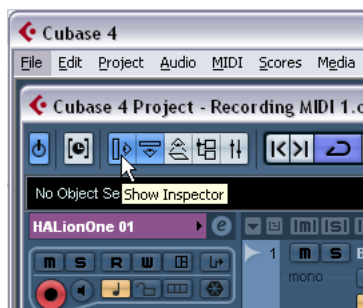 Cubase 4
File Edit Project Audio MIDI Scores Media
Cubase 4 Project - Recording MIDI 1.c
No Object Se
Show Inspector
HALionOne 01
e
m S R W
1 m S
mono